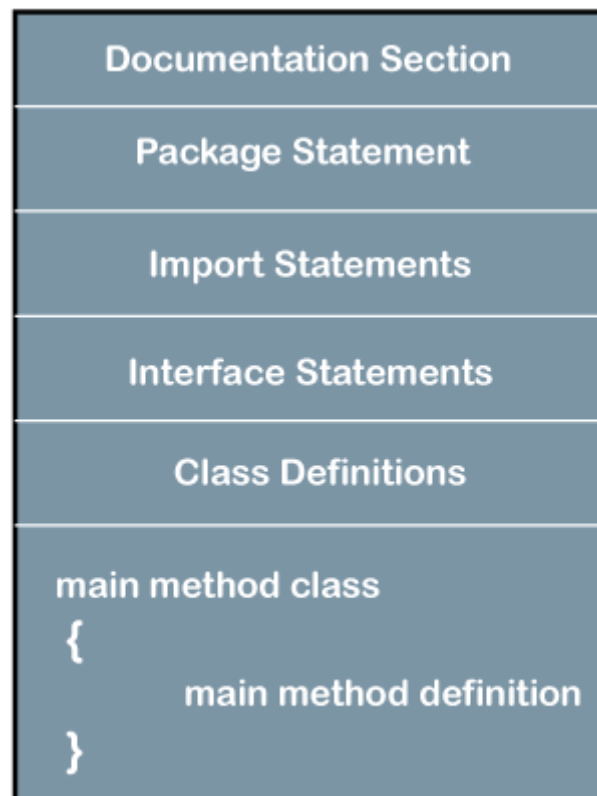 Documentation Section
Package Statement
Import Statements
Interface Statements
Class Definitions
main method class
{
main method definition
}